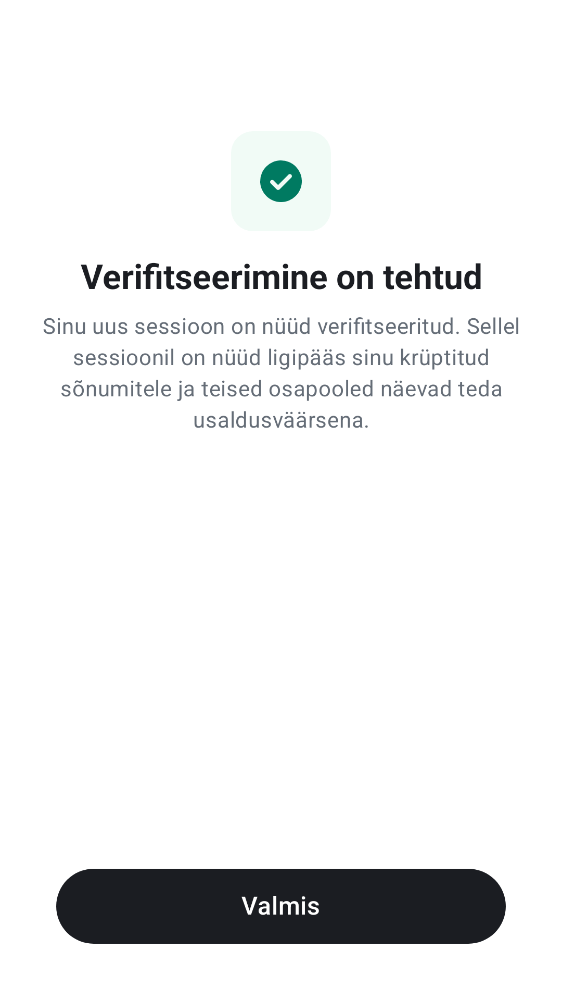 Verifitseerimine on tehtud
Sinu uus sessioon on nüüd verifitseeritud. Sellel
sessioonil on nüüd ligipääs sinu krüptitud
sõnumitele ja teised osapooled näevad teda
usaldusväärsena.
Valmis